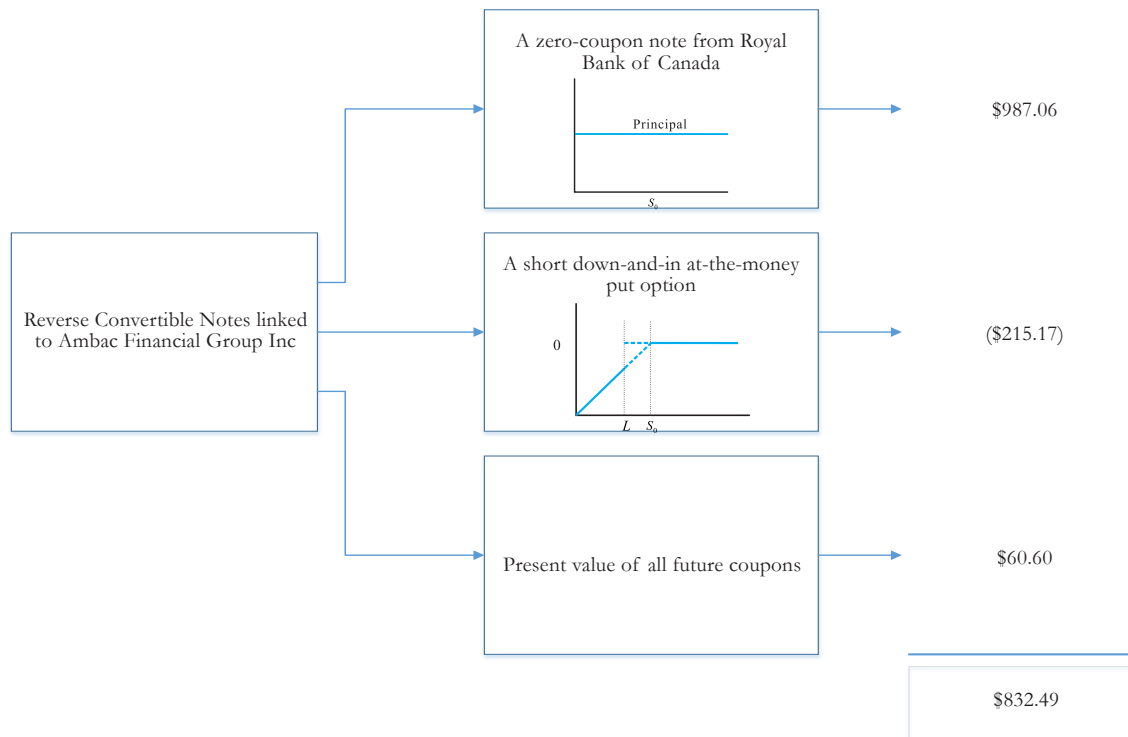 A zero-coupon note from Royal
Bank of Canada
Principal
S₀
$987.06
Reverse Convertible Notes linked
to Ambac Financial Group Inc
A short down-and-in at-the-money
put option
0
L S₀
($215.17)
Present value of all future coupons
$60.60
$832.49